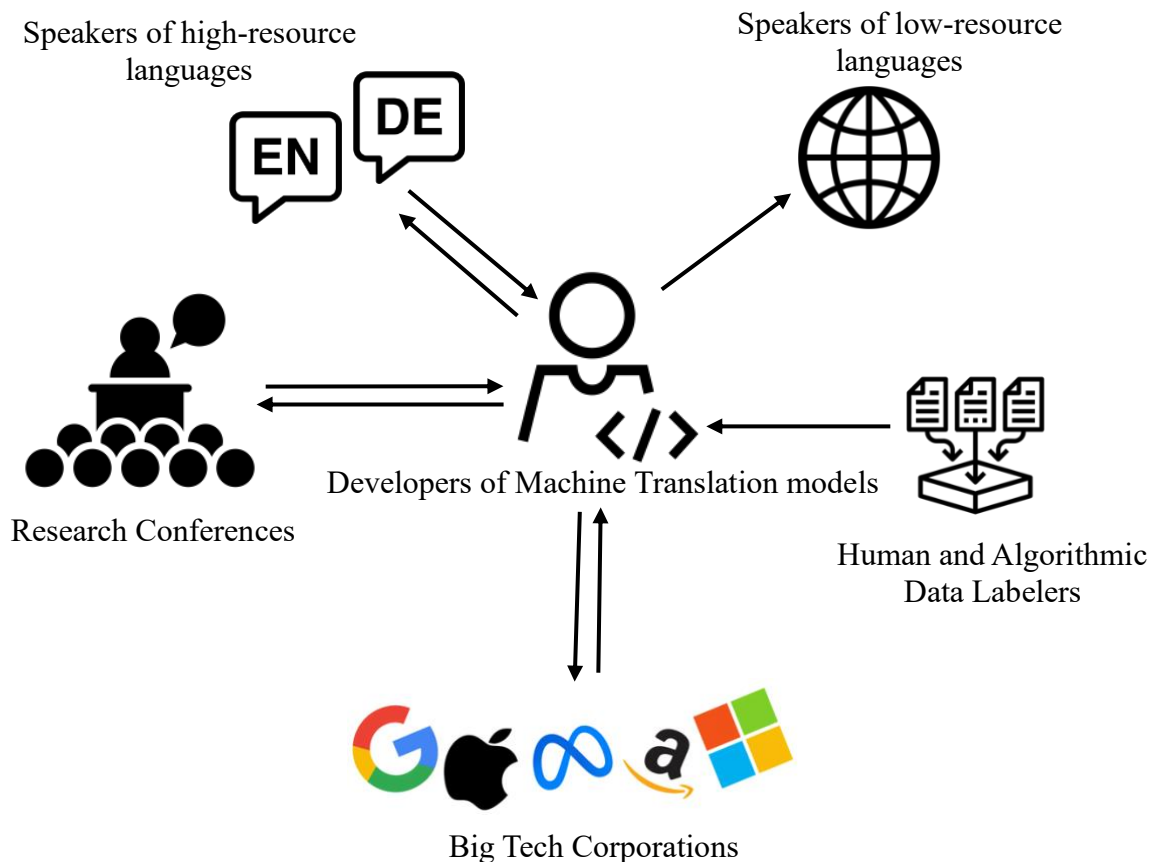 Speakers of high-resource
languages
Speakers of low-resource
languages
EN
DE
</>
Developers of Machine Translation models
Research Conferences
Human and Algorithmic
Data Labelers
G
a
Big Tech Corporations